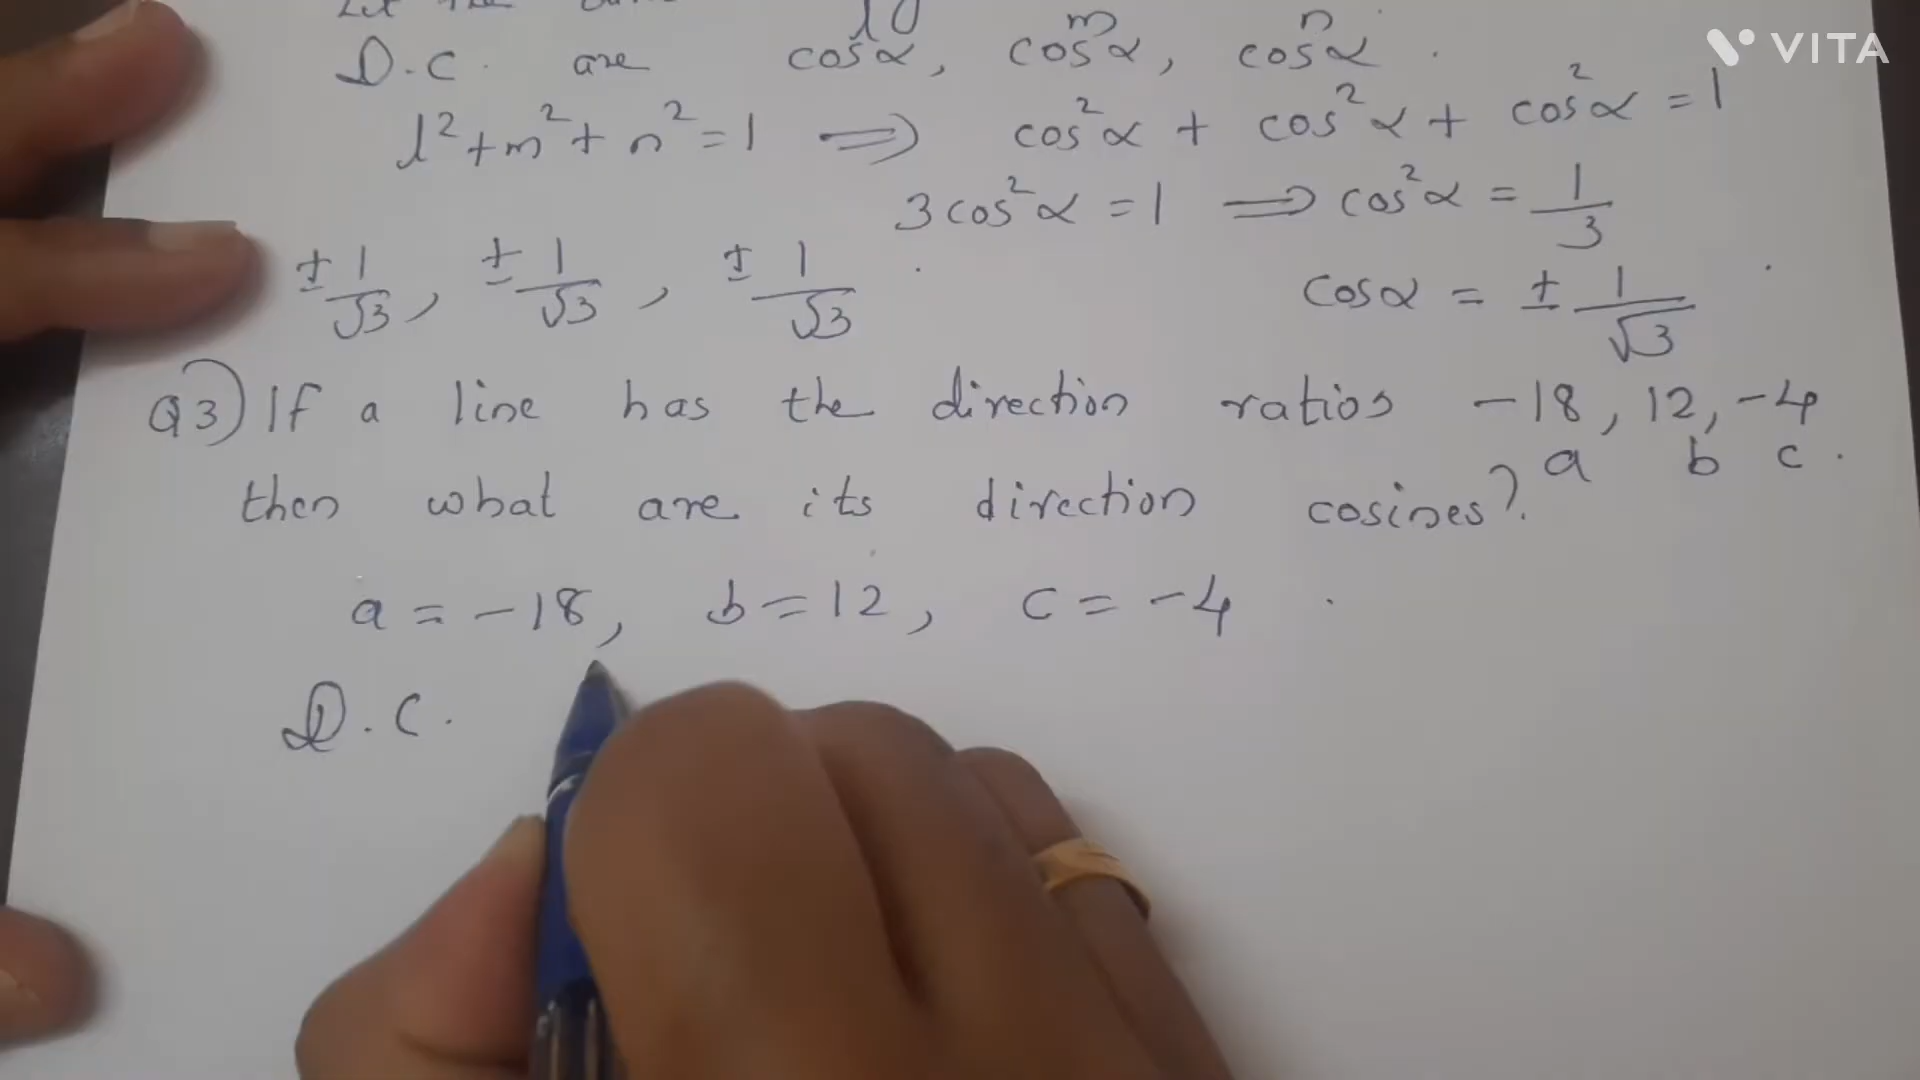 Let the
D.C. are cosα, cosα, cosα.
l m n
VITA
l² + m² + n² = 1 ⟹ cos²α + cos²α + cos²α = 1
3cos²α = 1 ⟹ cos²α = 1/3
±1/√3, ±1/√3, ±1/√3. cosα = ± 1/√3.
Q3) If a line has the direction ratios -18, 12, -4
a b c.
then what are its direction cosines?
a = -18, b = 12, c = -4.
D.C.